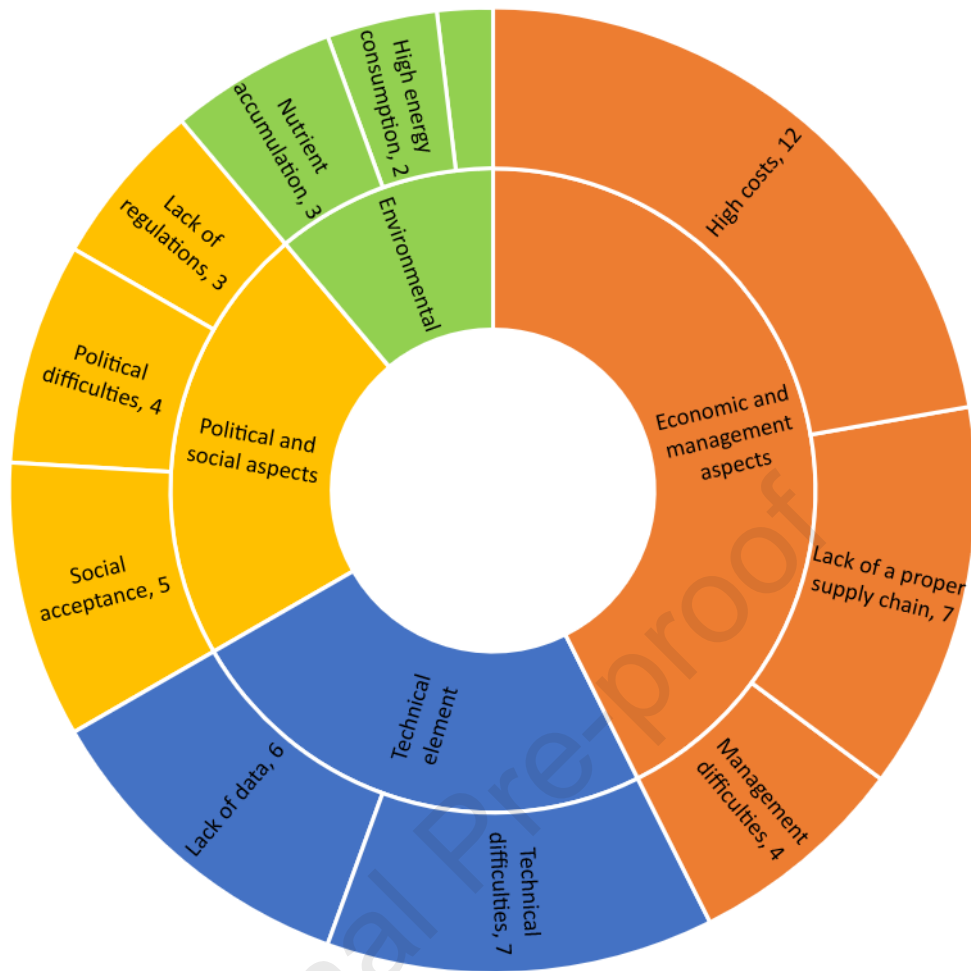 High costs, 12
Economic and
management
aspects
Lack of a proper
supply chain, 7
Management
difficulties, 4
Technical
difficulties, 7
Technical
element
Lack of data, 6
Social
acceptance, 5
Political and
social aspects
Political
difficulties, 4
Lack of
regulations, 3
Environmental
Nutrient
accumulation, 3
High energy
consumption, 2
nal Pre-proof